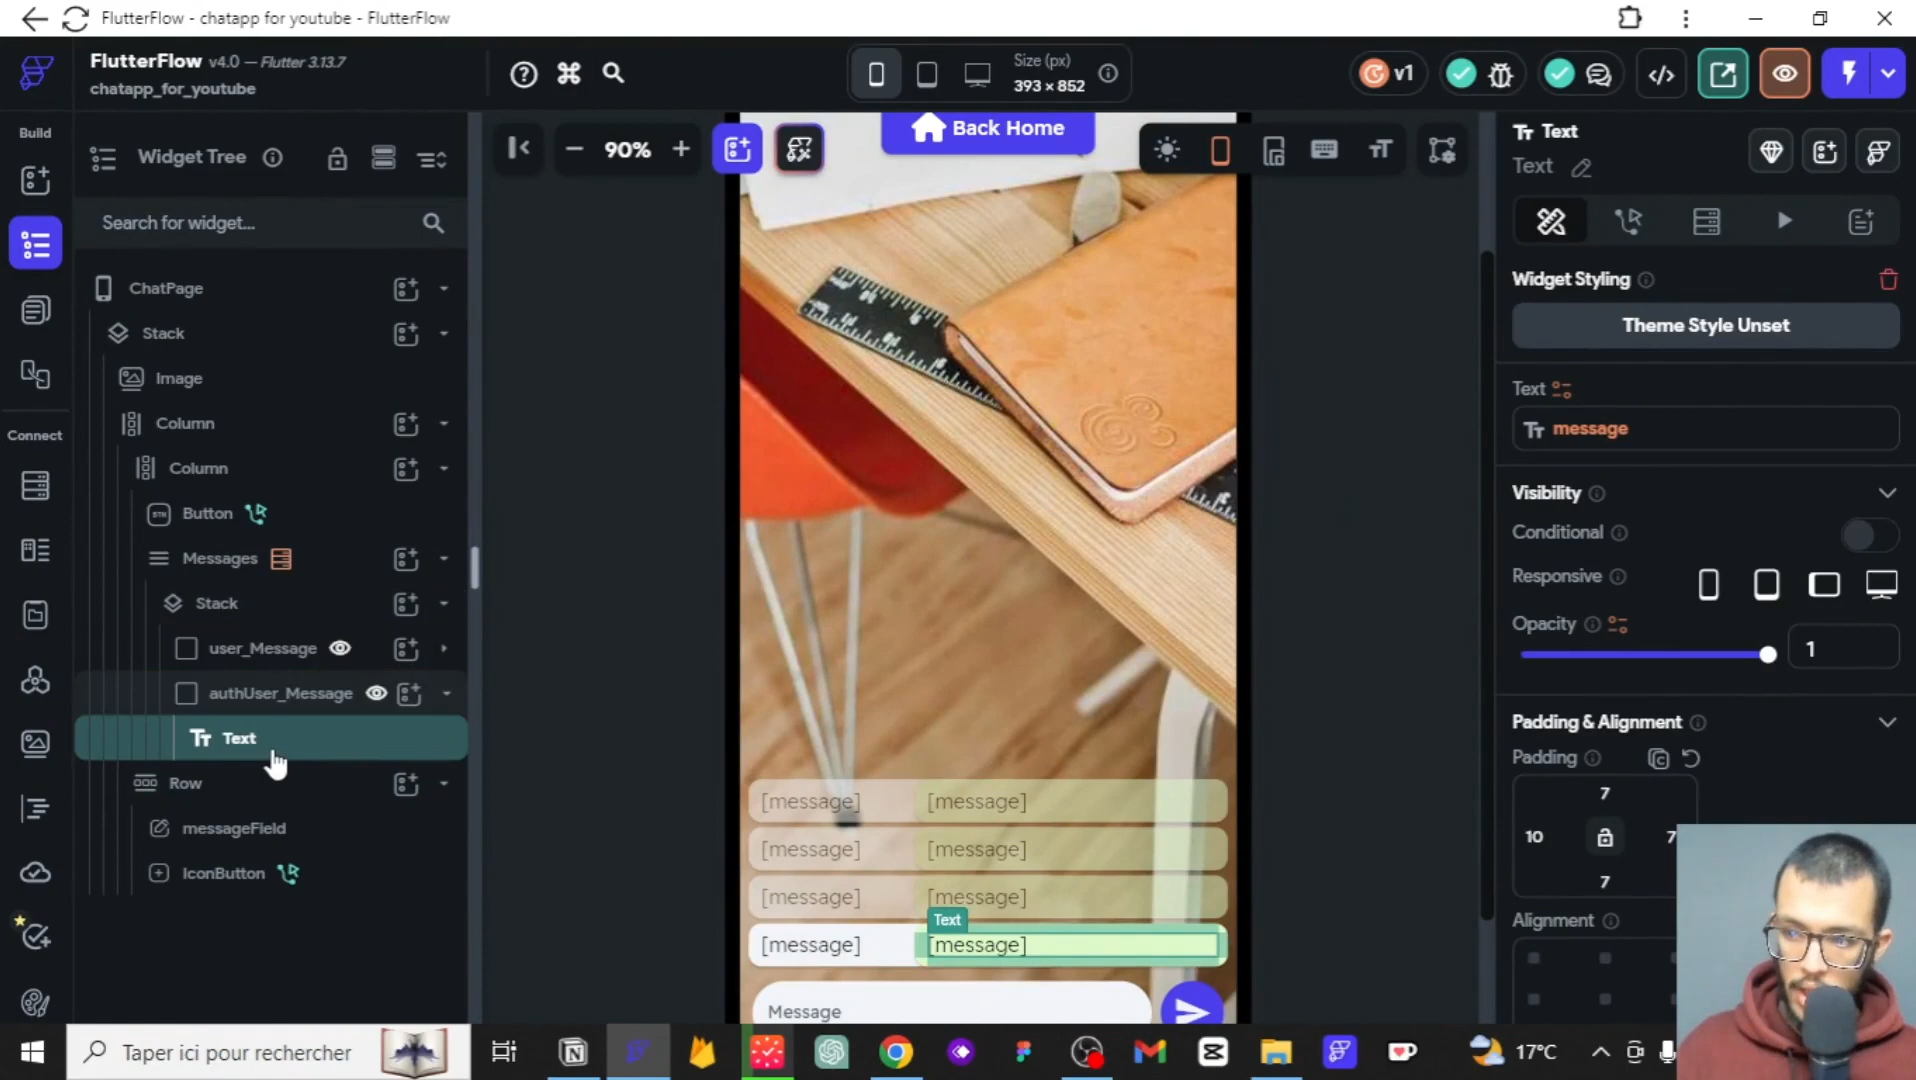 FlutterFlow - chatapp for youtube - FlutterFlow
FlutterFlow v4.0 — Flutter 3.13.7
chatapp_for_youtube
Size (px)
393 × 852
v1
Build
Connect
Widget Tree
Search for widget...
ChatPage
Stack
Image
Column
Column
BTN Button
Messages
Stack
user_Message
authUser_Message
Text
Row
messageField
IconButton
90%
Back Home
[message] [message]
[message] [message]
[message] [message]
Text
[message] [message]
Message
Text
Text
Widget Styling
Theme Style Unset
Text
message
Visibility
Conditional
Responsive
Opacity
1
Padding & Alignment
Padding
7
10 7
7
Alignment
Taper ici pour rechercher
17°C